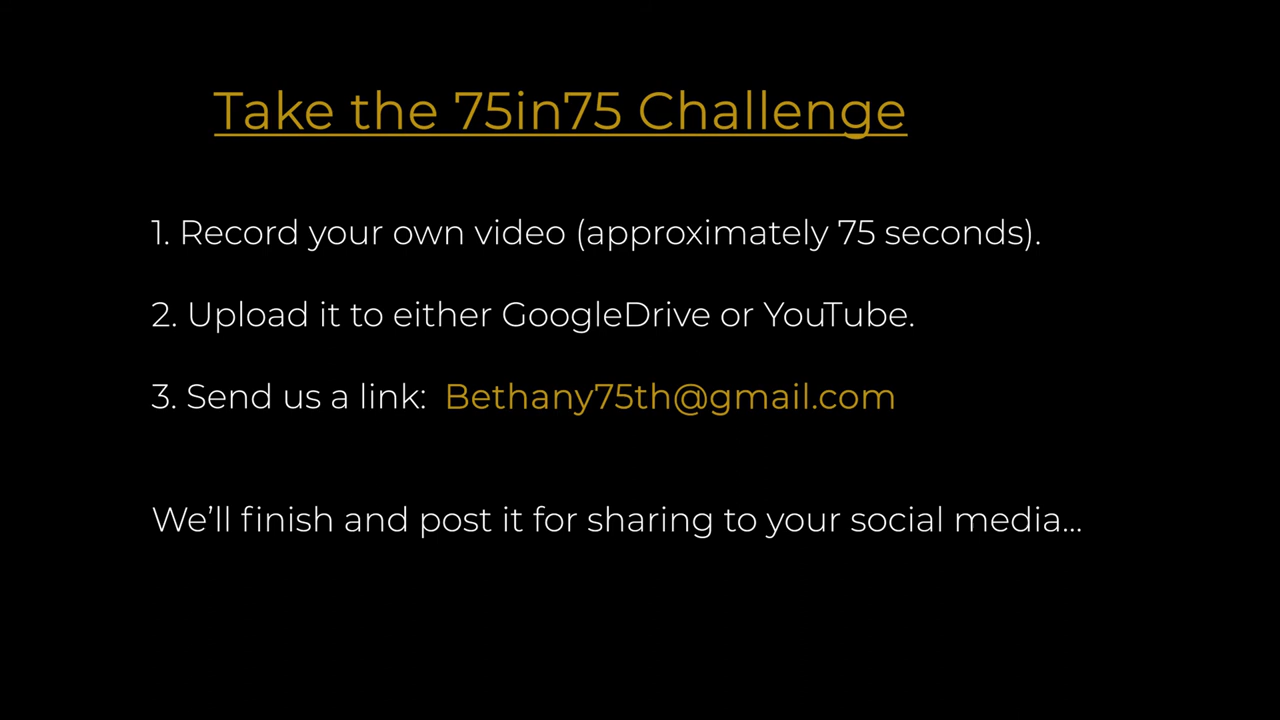 Take the 75in75 Challenge
1. Record your own video (approximately 75 seconds).
2. Upload it to either GoogleDrive or YouTube.
3. Send us a link: Bethany75th@gmail.com
We’ll finish and post it for sharing to your social media...